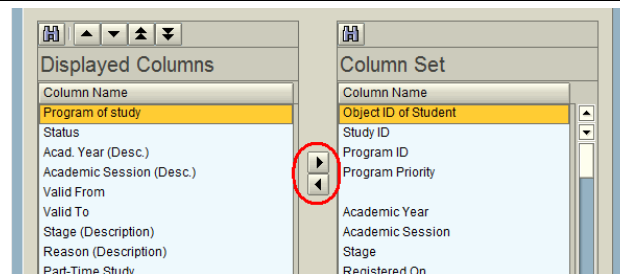 Displayed Columns
Column Name
Program of study
Status
Acad. Year (Desc.)
Academic Session (Desc.)
Valid From
Valid To
Stage (Description)
Reason (Description)
Part-Time Study
Column Set
Column Name
Object ID of Student
Study ID
Program ID
Program Priority
Academic Year
Academic Session
Stage
Registered On